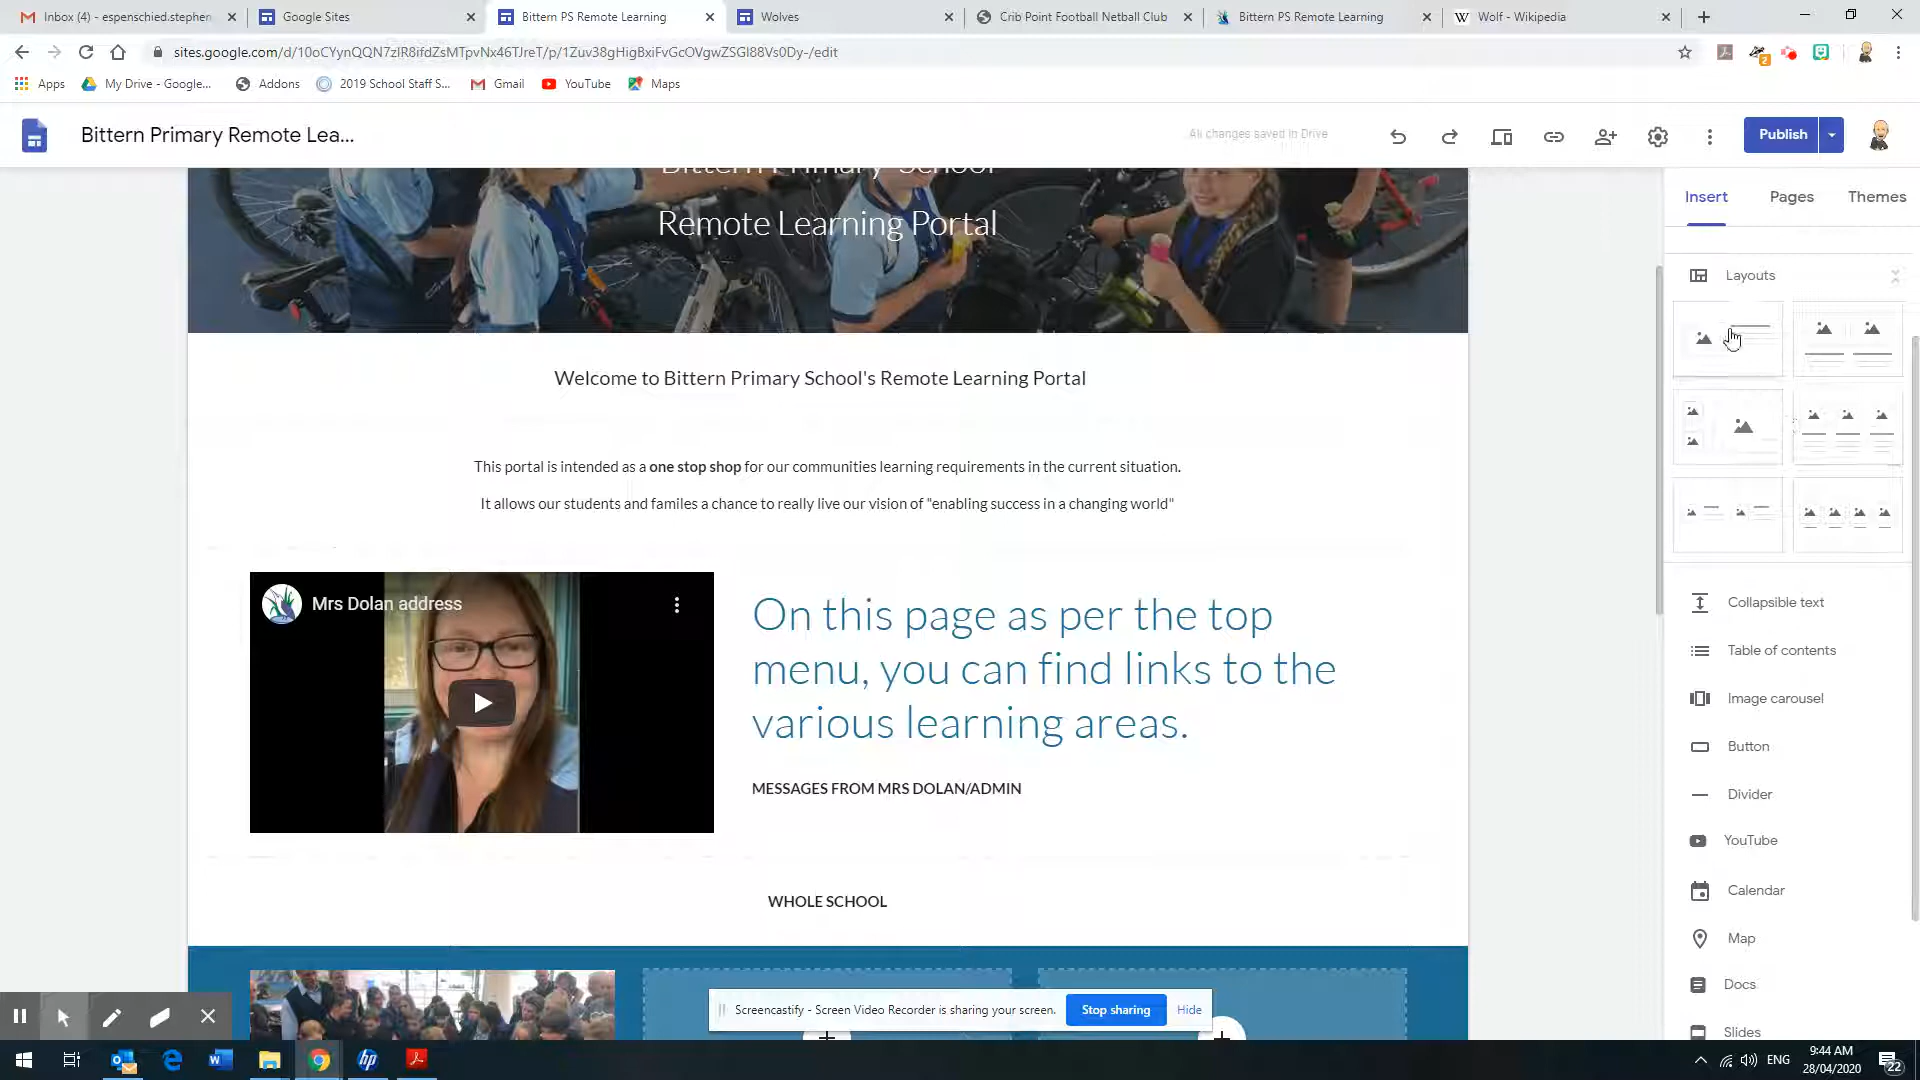 Inbox (4) - espenschied.stephen
Google Sites
Bittern PS Remote Learning
Wolves
Crib Point Football Netball Club
Bittern PS Remote Learning
Wolf - Wikipedia
sites.google.com/d/10oCYynQQN7zIR8ifdZsMTpvNx46TJreT/p/1Zuv38gHigBxiFvGcOVgwZSGl88Vs0Dy-/edit
2
Apps
My Drive - Google...
Addons
2019 School Staff S...
Gmail
YouTube
Maps
Bittern Primary Remote Lea...
All changes saved in Drive
Publish
Insert
Pages
Themes
Bittern Primary School
Remote Learning Portal
Layouts
Welcome to Bittern Primary School's Remote Learning Portal
This portal is intended as a one stop shop for our communities learning requirements in the current situation.
It allows our students and familes a chance to really live our vision of "enabling success in a changing world"
Mrs Dolan address
On this page as per the top
menu, you can find links to the
various learning areas.
MESSAGES FROM MRS DOLAN/ADMIN
WHOLE SCHOOL
Collapsible text
Table of contents
Image carousel
Button
Divider
YouTube
Calendar
Map
Docs
Slides
Screencastify - Screen Video Recorder is sharing your screen.
Stop sharing
Hide
ENG
9:44 AM
28/04/2020
22